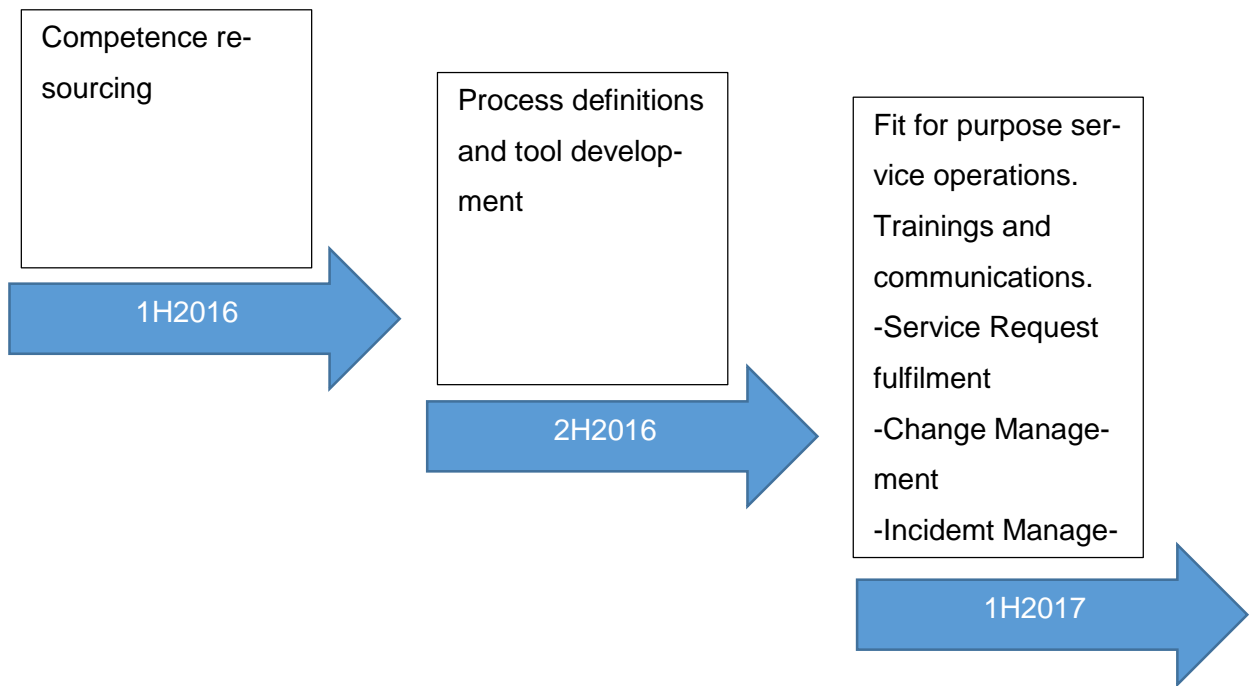 Competence re-
sourcing
1H2016
Process definitions
and tool develop-
ment
2H2016
Fit for purpose ser-
vice operations.
Trainings and
communications.
-Service Request
fulfilment
-Change Manage-
ment
-Incidemt Manage-
1H2017